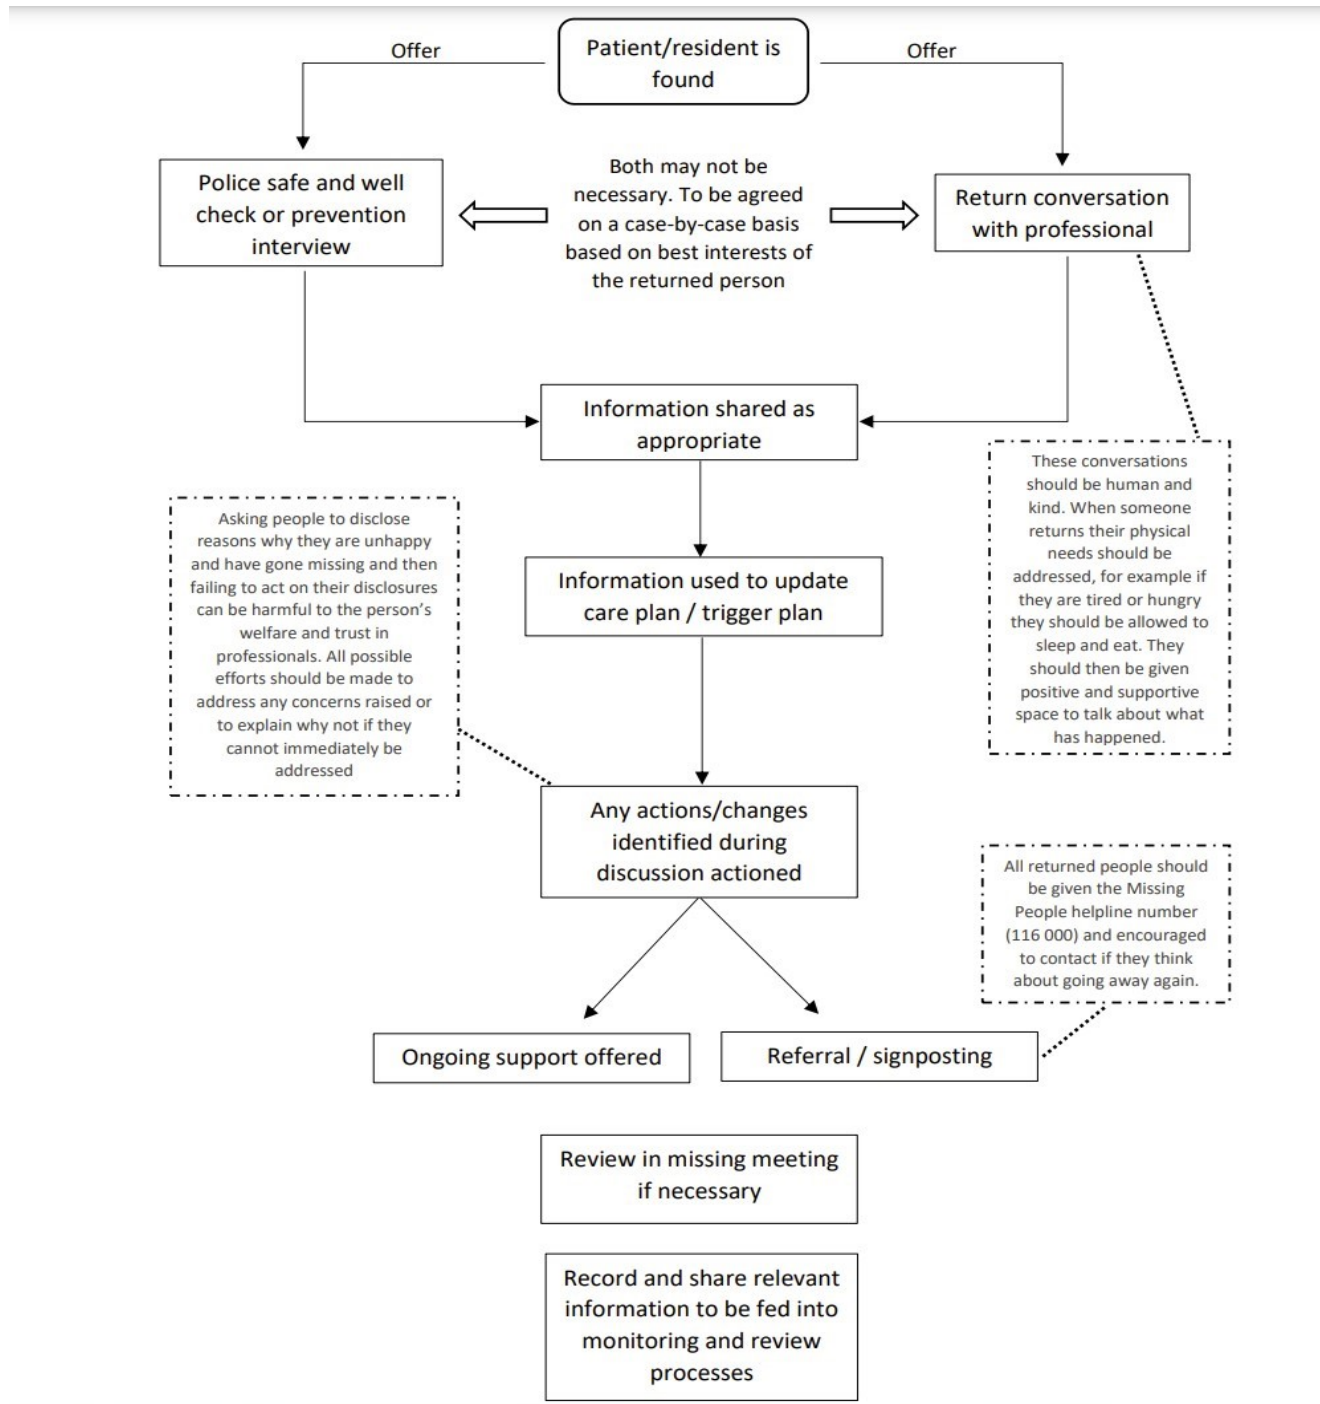 Patient/resident is
found
Offer
Offer
Police safe and well
check or prevention
interview
Both may not be
necessary. To be agreed
on a case-by-case basis
based on best interests of
the returned person
Return conversation
with professional
Information shared as
appropriate
These conversations
should be human and
kind. When someone
returns their physical
needs should be
addressed, for example if
they are tired or hungry
they should be allowed to
sleep and eat. They
should then be given
positive and supportive
space to talk about what
has happened.
Asking people to disclose
reasons why they are unhappy
and have gone missing and then
failing to act on their disclosures
can be harmful to the person’s
welfare and trust in
professionals. All possible
efforts should be made to
address any concerns raised or
to explain why not if they
cannot immediately be
addressed
Information used to update
care plan / trigger plan
Any actions/changes
identified during
discussion actioned
All returned people should
be given the Missing
People helpline number
(116 000) and encouraged
to contact if they think
about going away again.
Ongoing support offered
Referral / signposting
Review in missing meeting
if necessary
Record and share relevant
information to be fed into
monitoring and review
processes